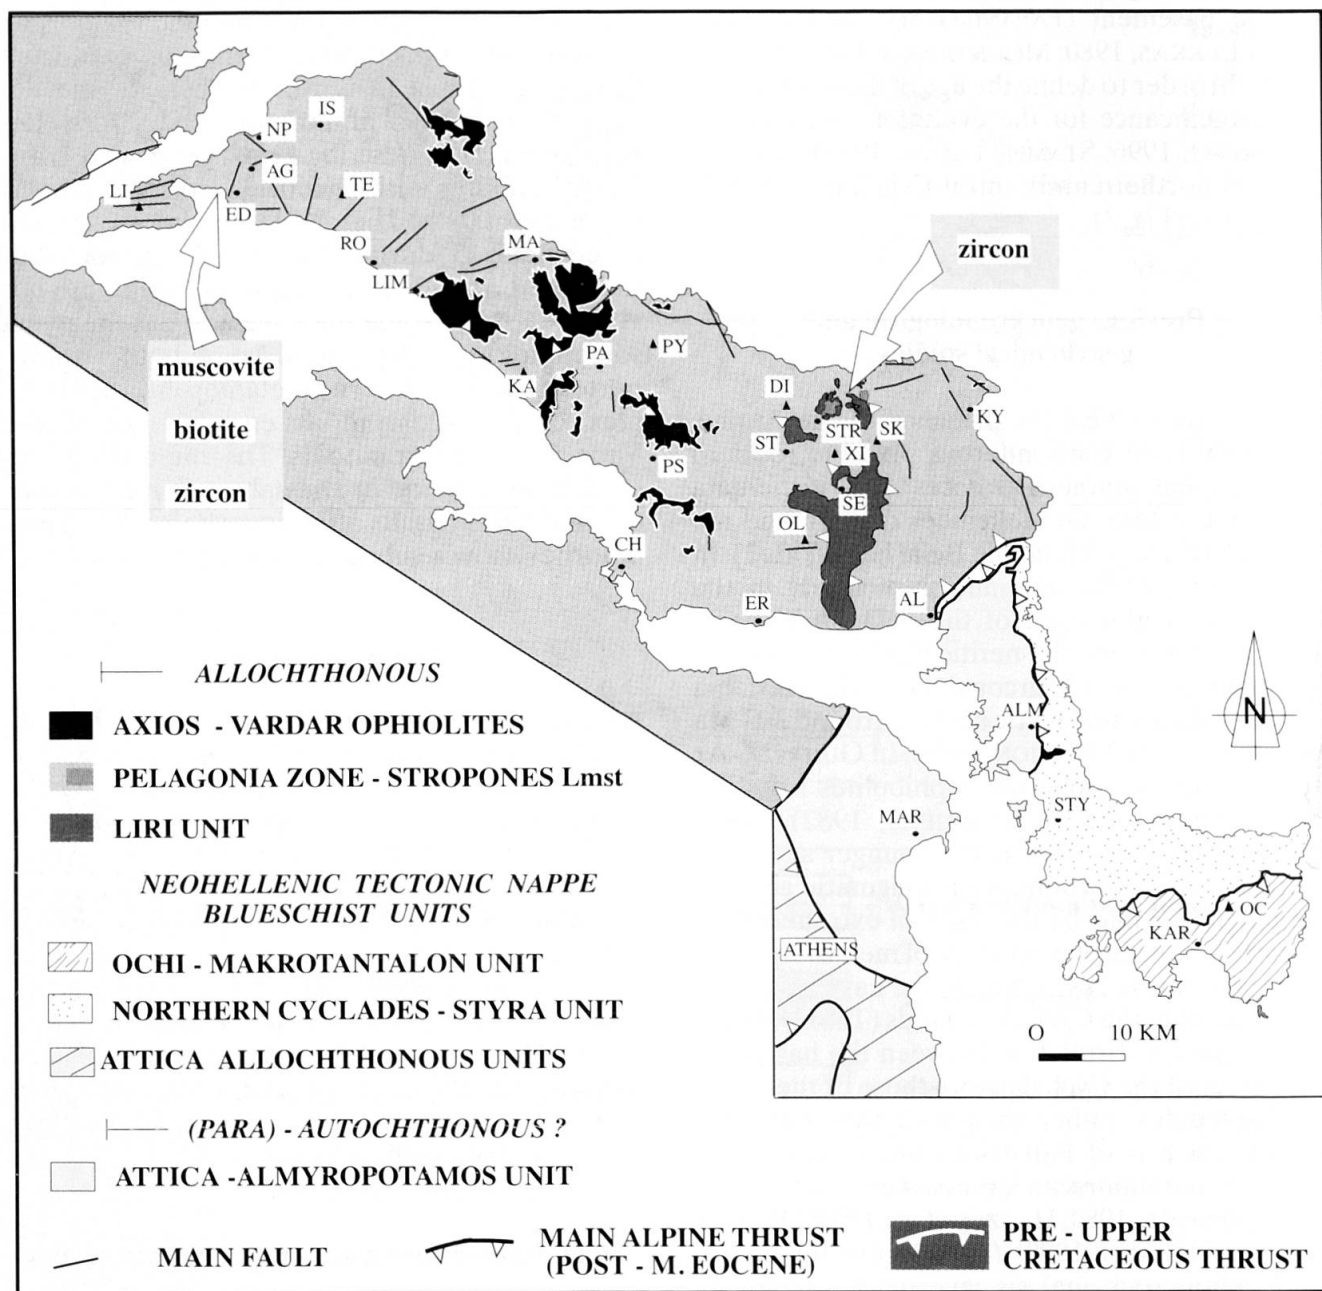 IS
NP
AG
LI
TE
ED
RO
MA
zircon
LIM
muscovite
biotite
zircon
PA
PY
KA
DI
KY
STR
SK
ST
XI
PS
SE
OL
CH
ER
AL
ALLOCHTHONOUS
AXIOS - VARDAR OPHIOLITES
PELAGONIA ZONE - STROPONES Lmst
LIRI UNIT
NEOHELLENIC TECTONIC NAPPE
BLUESCHIST UNITS
OCHI - MAKROTANTALON UNIT
NORTHERN CYCLADES - STYRA UNIT
ATTICA ALLOCHTHONOUS UNITS
(PARA) - AUTOCHTHONOUS ?
ATTICA -ALMYROPOTAMOS UNIT
ALM
N
MAR
STY
OC
KAR
ATHENS
O 10 KM
MAIN FAULT
MAIN ALPINE THRUST
(POST - M. EOCENE)
PRE - UPPER
CRETACEOUS THRUST